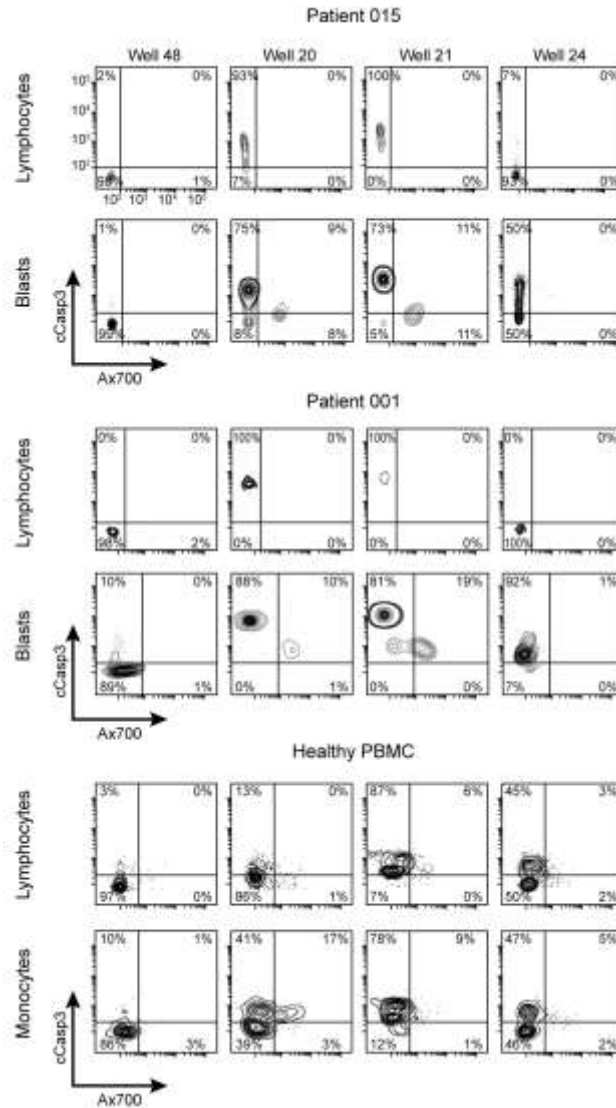 Patient 015
Well 48 Well 20 Well 21 Well 24
Lymphocytes
2% 0% 93% 0% 100% 0% 7% 0%
98% 1% 7% 0% 0% 0% 93% 0%
Blasts
1% 0% 75% 9% 73% 11% 50% 0%
99% 0% 8% 8% 5% 11% 50% 0%
cCasp3
Ax700
Patient 001
Lymphocytes
0% 0% 100% 0% 100% 0% 0% 0%
98% 2% 0% 0% 0% 0% 100% 0%
Blasts
10% 0% 88% 10% 81% 19% 92% 1%
89% 1% 0% 1% 0% 0% 7% 0%
cCasp3
Ax700
Healthy PBMC
Lymphocytes
3% 0% 13% 0% 87% 6% 45% 3%
97% 0% 86% 1% 7% 0% 50% 2%
Monocytes
10% 1% 41% 17% 78% 9% 47% 5%
86% 3% 39% 3% 12% 1% 46% 2%
cCasp3
Ax700